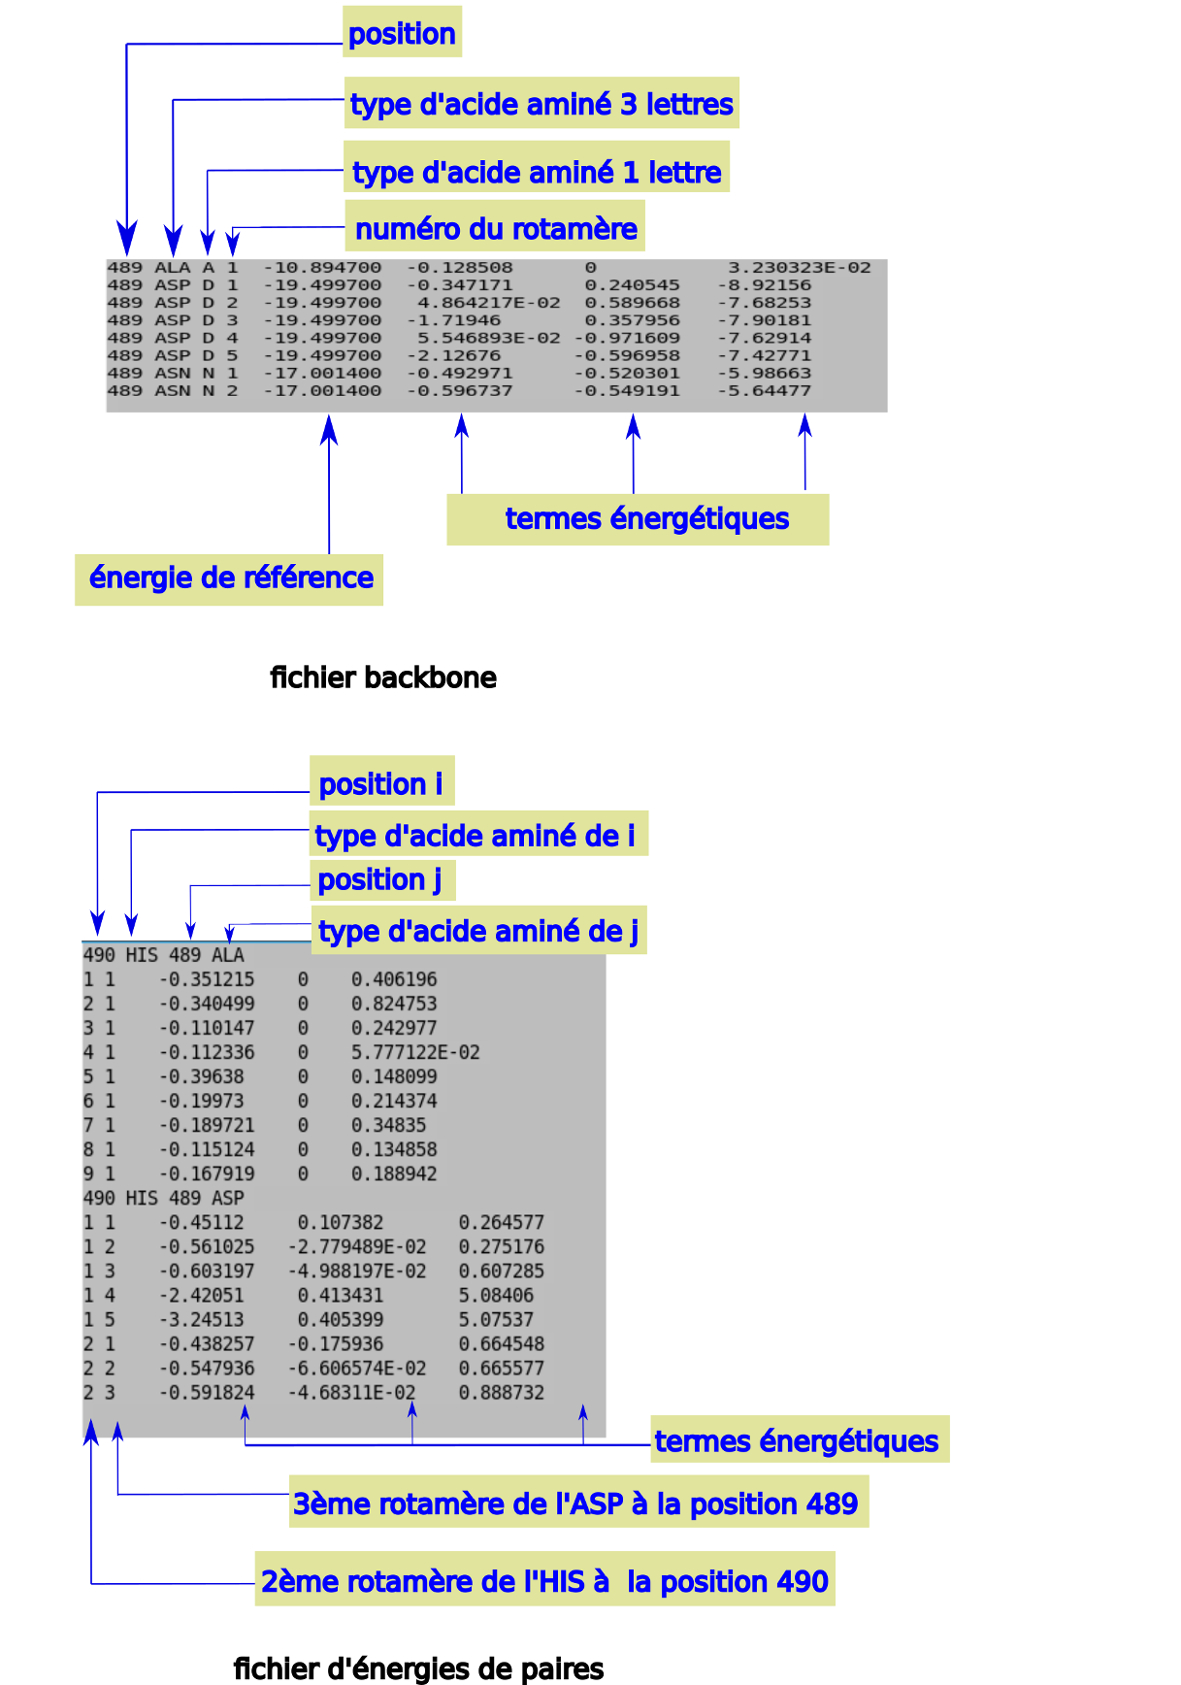 position
type d'acide aminé 3 lettres
type d'acide aminé 1 lettre
numéro du rotamère
489 ALA A 1 -10.894700 -0.128508 0 3.230323E-02
489 ASP D 1 -19.499700 -0.347171 0.240545 -8.92156
489 ASP D 2 -19.499700 4.864217E-02 0.589668 -7.68253
489 ASP D 3 -19.499700 -1.71946 0.357956 -7.90181
489 ASP D 4 -19.499700 5.546893E-02 -0.971609 -7.62914
489 ASP D 5 -19.499700 -2.12676 -0.596958 -7.42771
489 ASN N 1 -17.001400 -0.492971 -0.520301 -5.98663
489 ASN N 2 -17.001400 -0.596737 -0.549191 -5.64477
termes énergétiques
énergie de référence
fichier backbone
position i
type d'acide aminé de i
position j
type d'acide aminé de j
490 HIS 489 ALA
1 1 -0.351215 0 0.406196
2 1 -0.340499 0 0.824753
3 1 -0.110147 0 0.242977
4 1 -0.112336 0 5.777122E-02
5 1 -0.39638 0 0.148099
6 1 -0.19973 0 0.214374
7 1 -0.189721 0 0.34835
8 1 -0.115124 0 0.134858
9 1 -0.167919 0 0.188942
490 HIS 489 ASP
1 1 -0.45112 0.107382 0.264577
1 2 -0.561025 -2.779489E-02 0.275176
1 3 -0.603197 -4.988197E-02 0.607285
1 4 -2.42051 0.413431 5.08406
1 5 -3.24513 0.405399 5.07537
2 1 -0.438257 -0.175936 0.664548
2 2 -0.547936 -6.606574E-02 0.665577
2 3 -0.591824 -4.68311E-02 0.888732
termes énergétiques
3ème rotamère de l'ASP à la position 489
2ème rotamère de l'HIS à la position 490
fichier d'énergies de paires